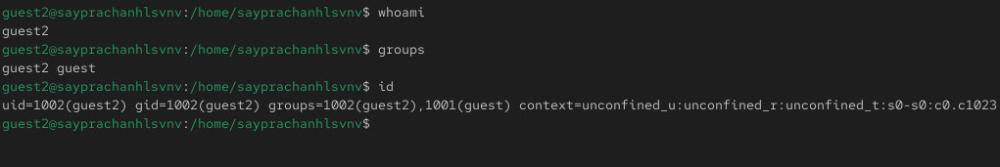 guest2@sayprachanhlsvnv:/home/sayprachanhlsvnv$ whoami
guest2
guest2@sayprachanhlsvnv:/home/sayprachanhlsvnv$ groups
guest2 guest
guest2@sayprachanhlsvnv:/home/sayprachanhlsvnv$ id
uid=1002(guest2) gid=1002(guest2) groups=1002(guest2),1001(guest) context=unconfined_u:unconfined_r:unconfined_t:s0-s0:c0.c1023
guest2@sayprachanhlsvnv:/home/sayprachanhlsvnv$